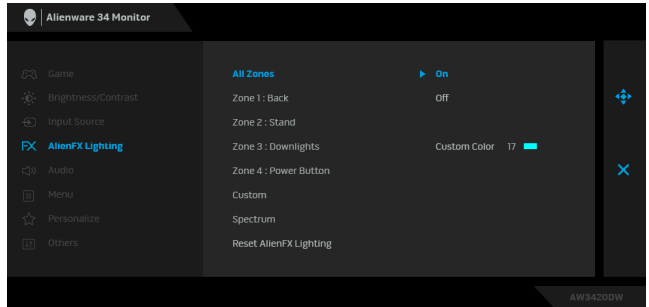 Alienware 34 Monitor
Game
Brightness/Contrast
Input Source
FX AlienFX Lighting
Audio
Menu
Personalize
Others
All Zones On
Zone 1 : Back Off
Zone 2 : Stand
Zone 3 : Downlights Custom Color 17
Zone 4 : Power Button
Custom
Spectrum
Reset AlienFX Lighting
AW3420DW